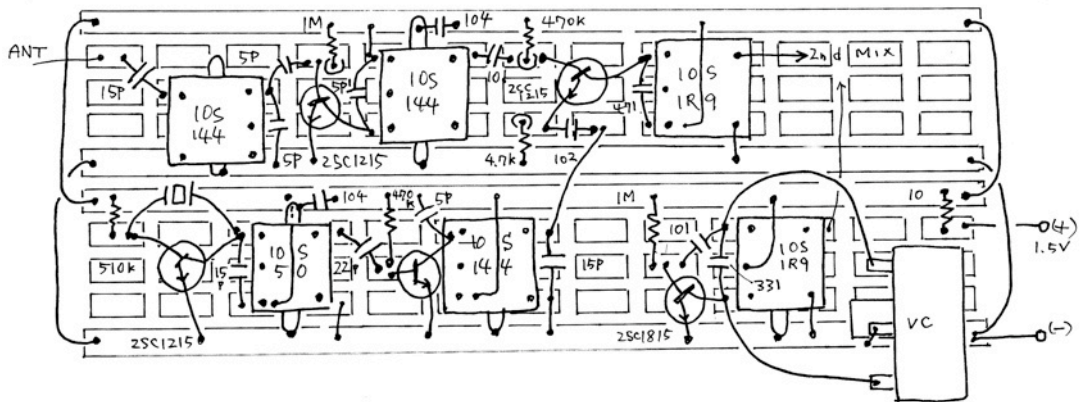 1M
104
470K
ANT
15P
5P
5P
10S
144
5P
10S
144
101
2SC1215
471
10S
1R9
2nd MIX
2SC1215
4.7K
102
510K
2SC1215
15P
10S
50
104
470K
22P
5P
10S
144
15P
1M
2SC1815
101
331
10S
1R9
10
(+)
1.5V
VC
(-)